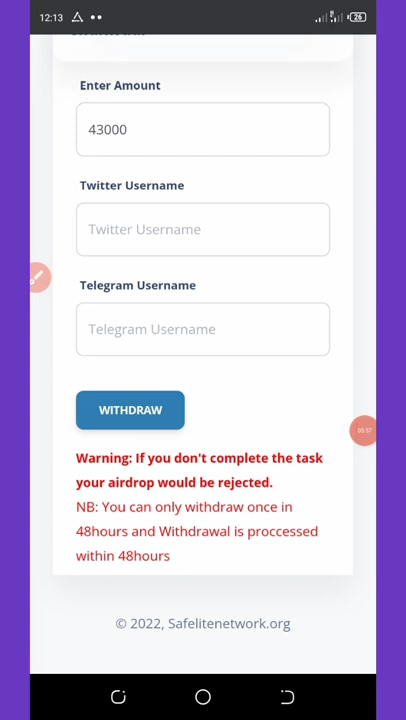 12:13
26
Enter Amount
43000
Twitter Username
Twitter Username
Telegram Username
Telegram Username
WITHDRAW
Warning: If you don't complete the task
your airdrop would be rejected.
NB: You can only withdraw once in
48hours and Withdrawal is proccessed
within 48hours
© 2022, Safelitenetwork.org